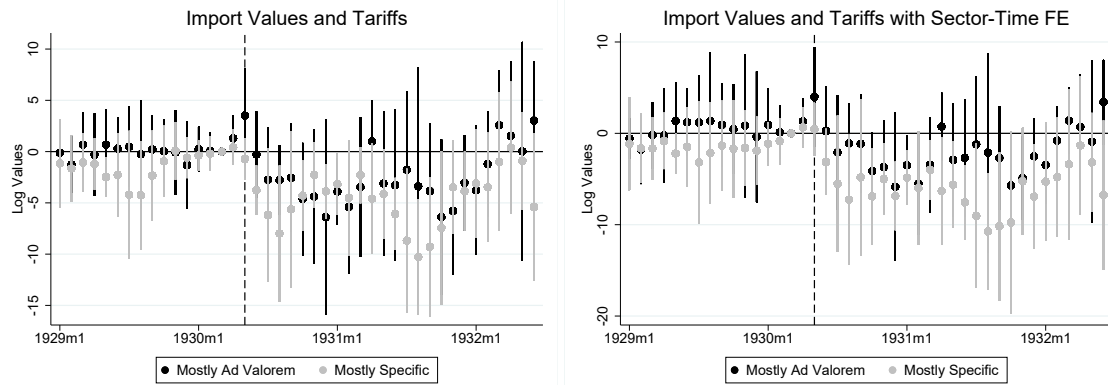 Import Values and Tariffs
Log Values
10
5
0
-5
-10
-15
1929m1 1930m1 1931m1 1932m1
Mostly Ad Valorem Mostly Specific
Import Values and Tariffs with Sector-Time FE
Log Values
10
0
-10
-20
1929m1 1930m1 1931m1 1932m1
Mostly Ad Valorem Mostly Specific